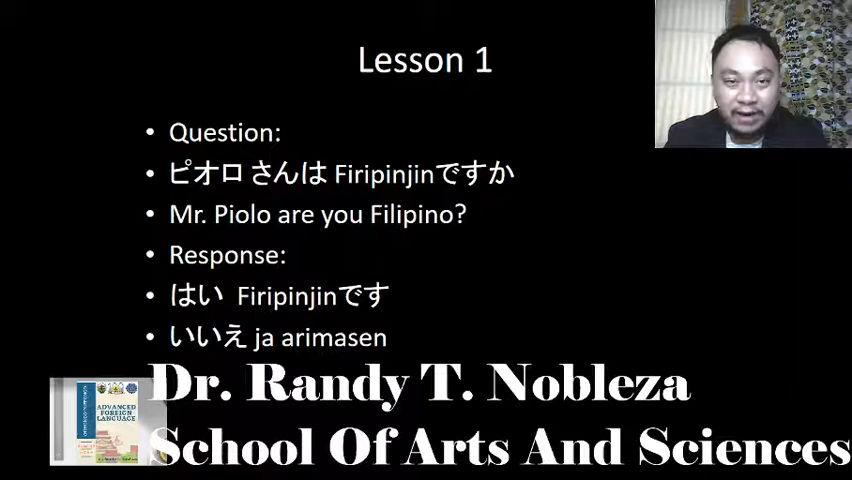 Lesson 1
• Question:
• ピオロ さんは Firipinjinですか
• Mr. Piolo are you Filipino?
• Response:
• はい Firipinjinです
• いいえ ja arimasen
Dr. Randy T. Nobleza
School Of Arts And Sciences
ADVANCED
FOREIGN
LANGUAGE